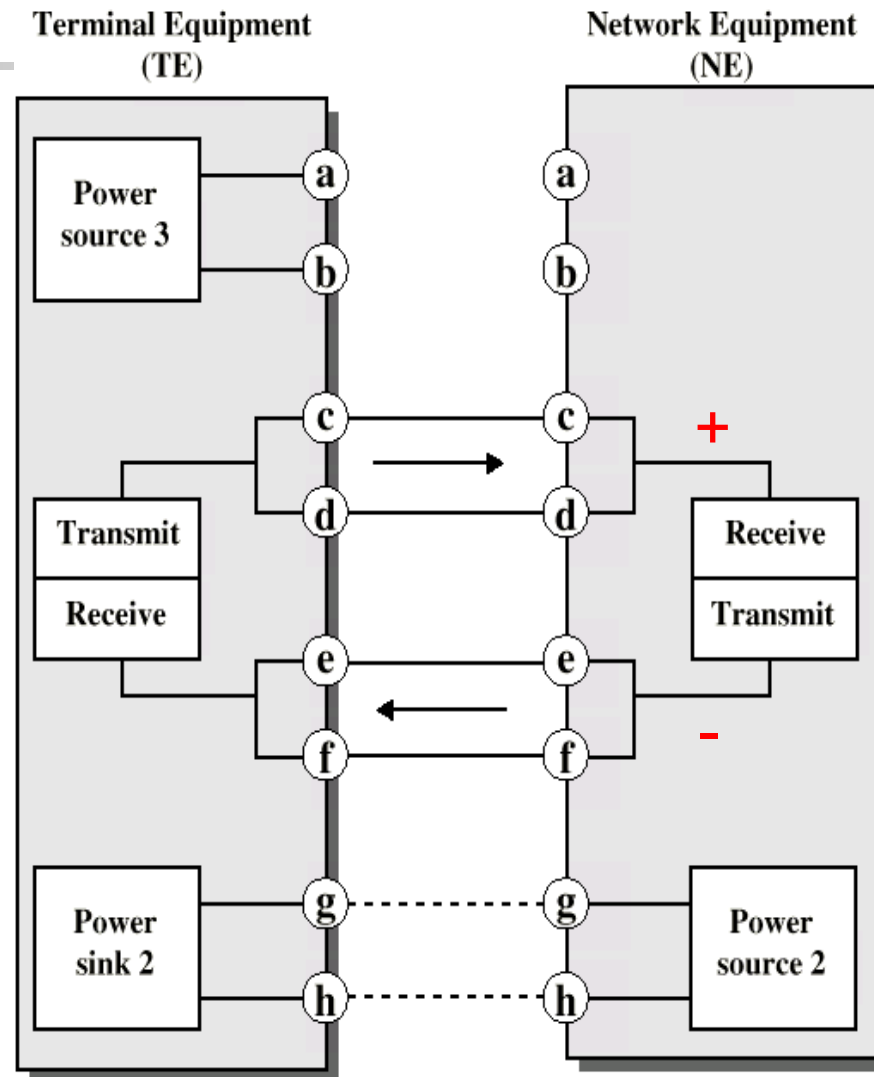 Terminal Equipment
(TE)
Network Equipment
(NE)
Power
source 3
a
a
b
b
c
c
+
d
d
Transmit
Receive
Receive
Transmit
e
e
f
f
-
Power
sink 2
g
g
Power
source 2
h
h